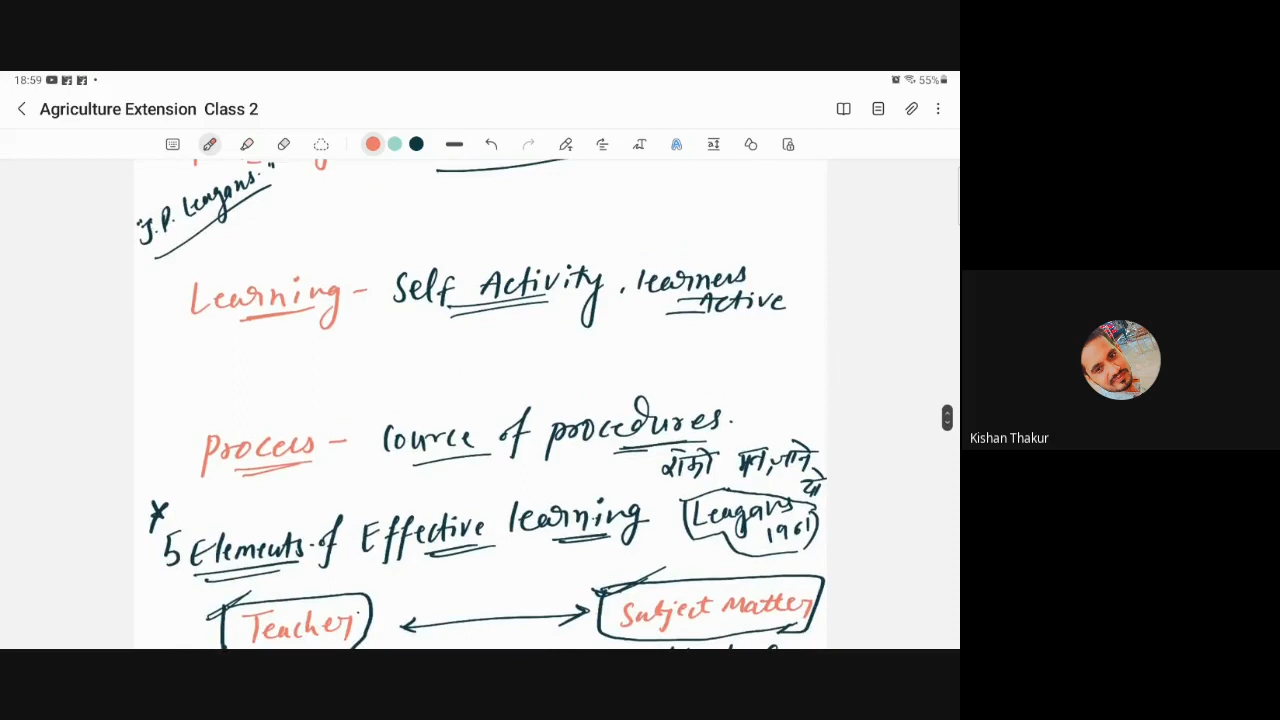 18:59
55%
Agriculture Extension Class 2
"J.P. Leagans."
Learning - Self Activity, learners
Active
Process - Cource of procedures.
रोको मत, जाने
दो
* 5 Elements of Effective learning Leagans
1961
Teacher Subject Matter
Kishan Thakur